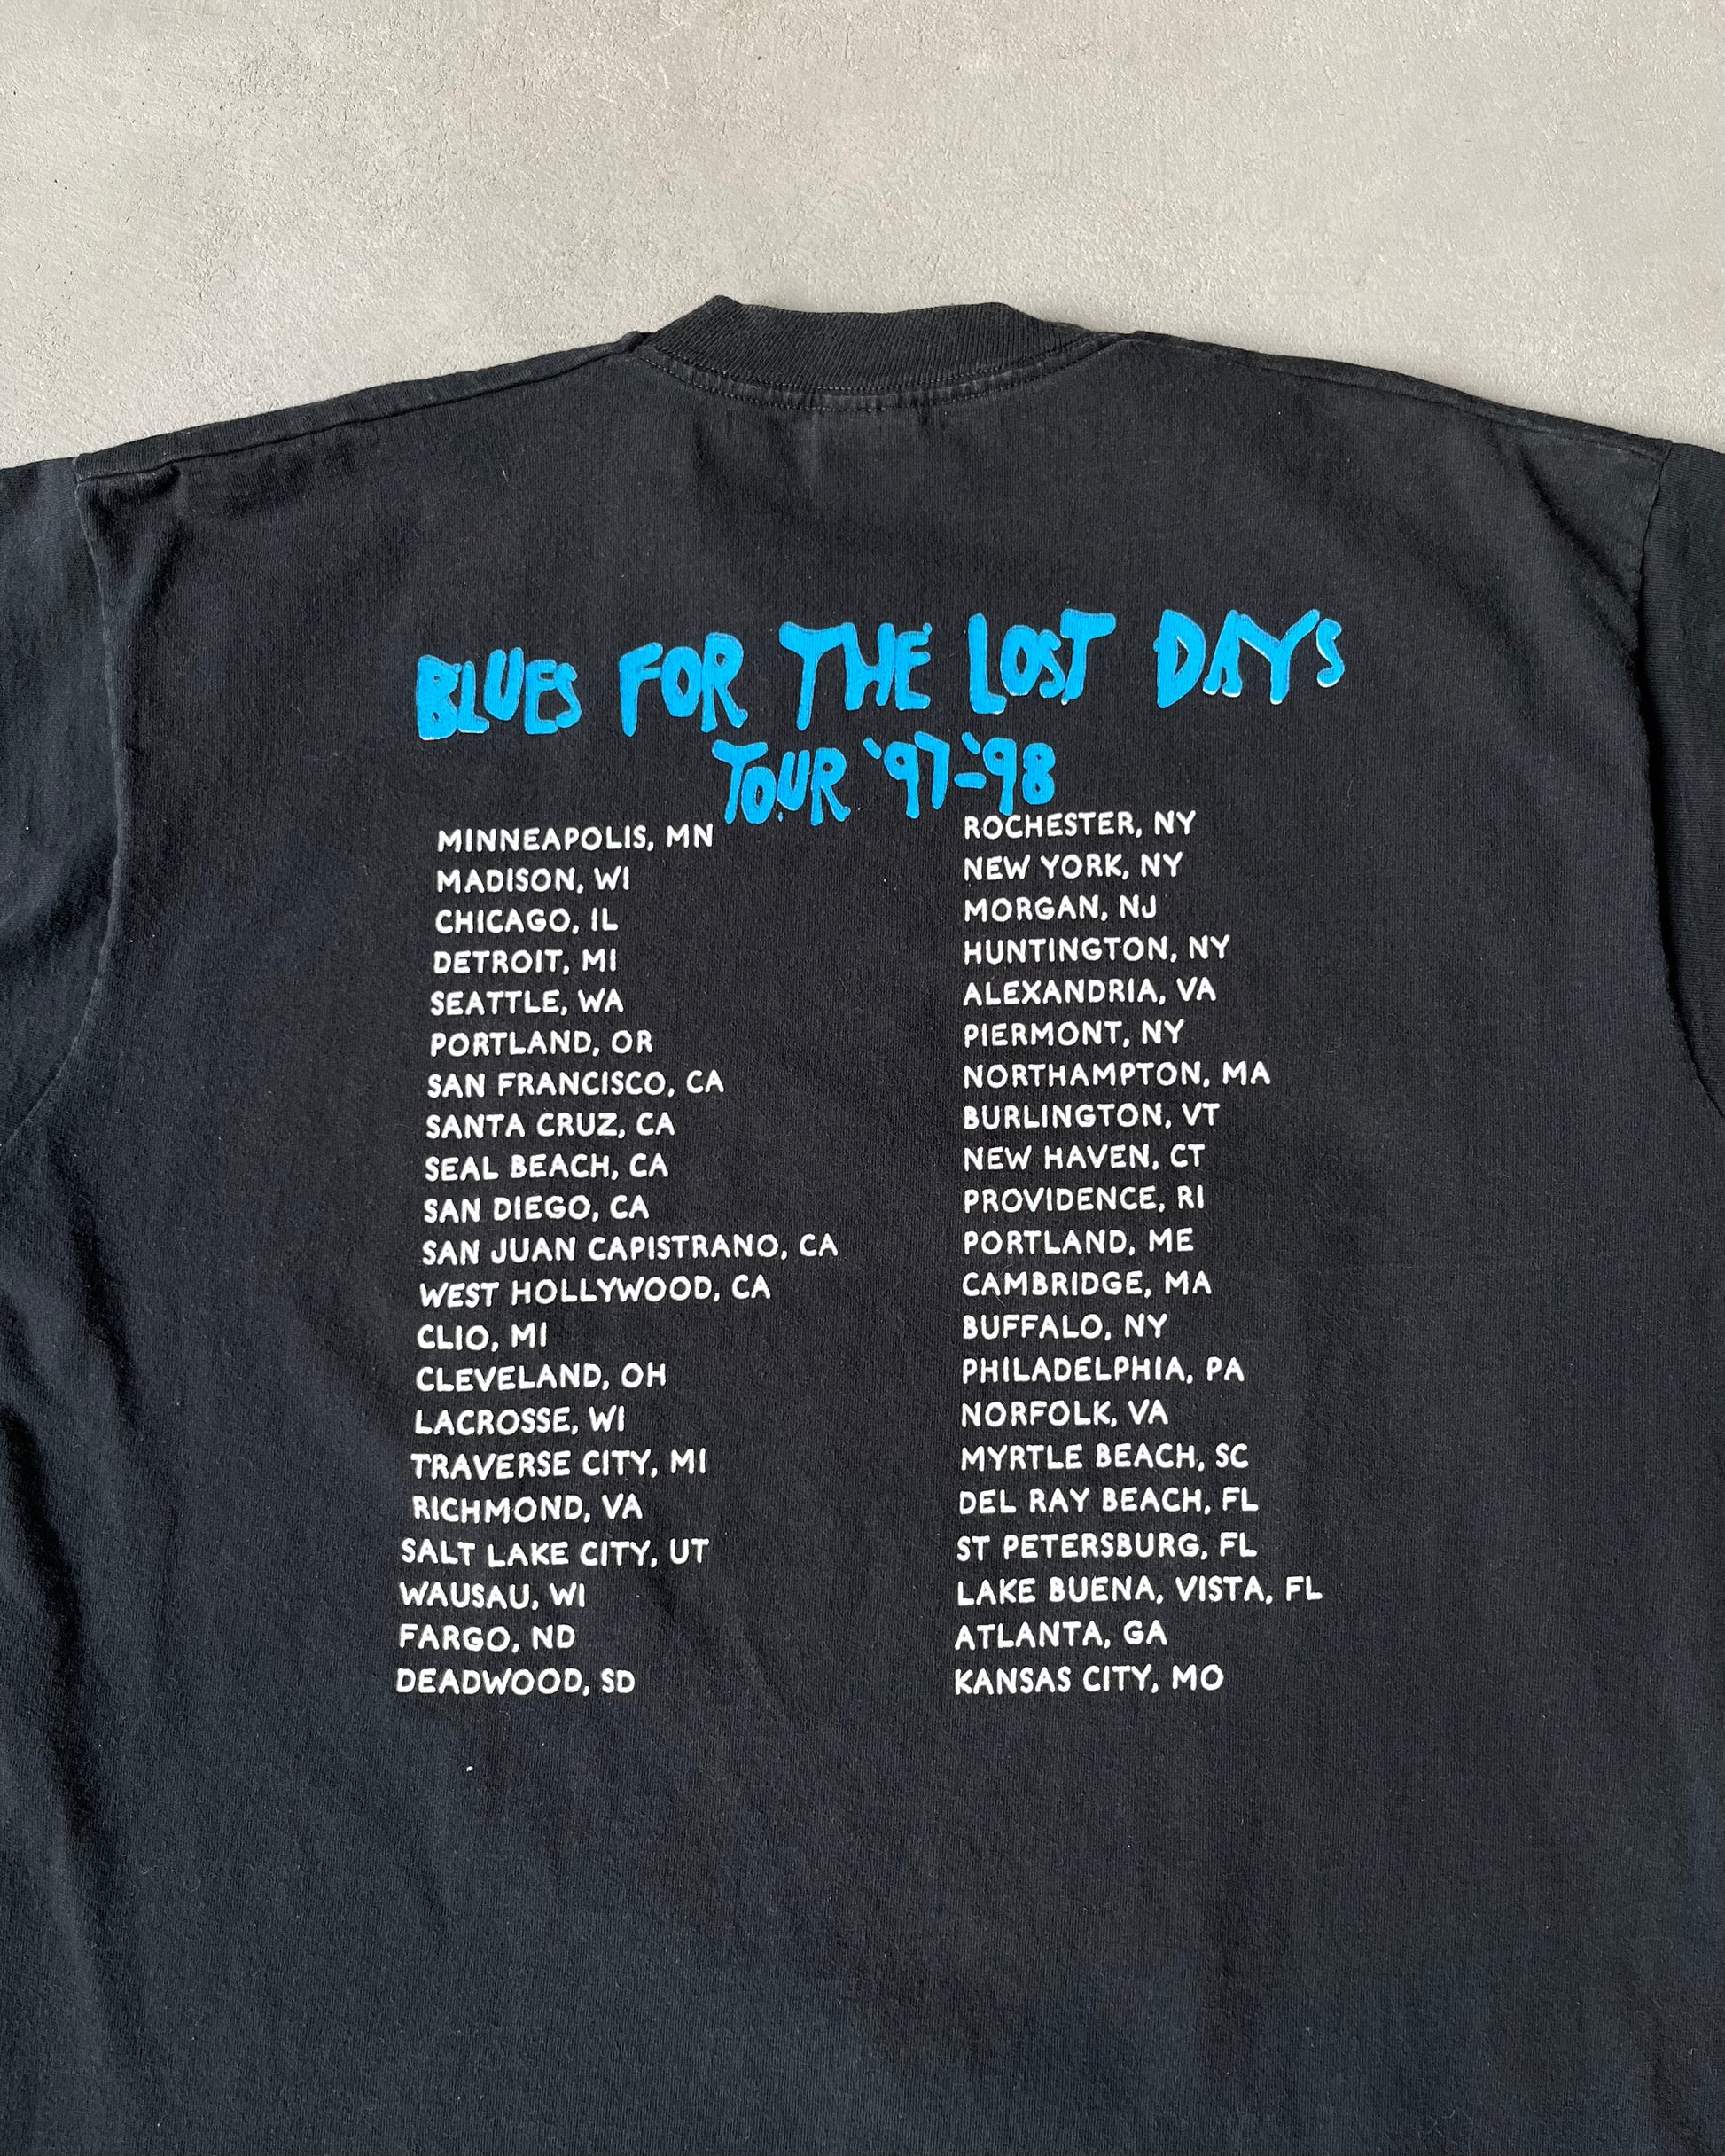 BLUES FOR THE LOST DAYS
TOUR '97-'98
MINNEAPOLIS, MN
MADISON, WI
CHICAGO, IL
DETROIT, MI
SEATTLE, WA
PORTLAND, OR
SAN FRANCISCO, CA
SANTA CRUZ, CA
SEAL BEACH, CA
SAN DIEGO, CA
SAN JUAN CAPISTRANO, CA
WEST HOLLYWOOD, CA
CLIO, MI
CLEVELAND, OH
LACROSSE, WI
TRAVERSE CITY, MI
RICHMOND, VA
SALT LAKE CITY, UT
WAUSAU, WI
FARGO, ND
DEADWOOD, SD
ROCHESTER, NY
NEW YORK, NY
MORGAN, NJ
HUNTINGTON, NY
ALEXANDRIA, VA
PIERMONT, NY
NORTHAMPTON, MA
BURLINGTON, VT
NEW HAVEN, CT
PROVIDENCE, RI
PORTLAND, ME
CAMBRIDGE, MA
BUFFALO, NY
PHILADELPHIA, PA
NORFOLK, VA
MYRTLE BEACH, SC
DEL RAY BEACH, FL
ST PETERSBURG, FL
LAKE BUENA, VISTA, FL
ATLANTA, GA
KANSAS CITY, MO